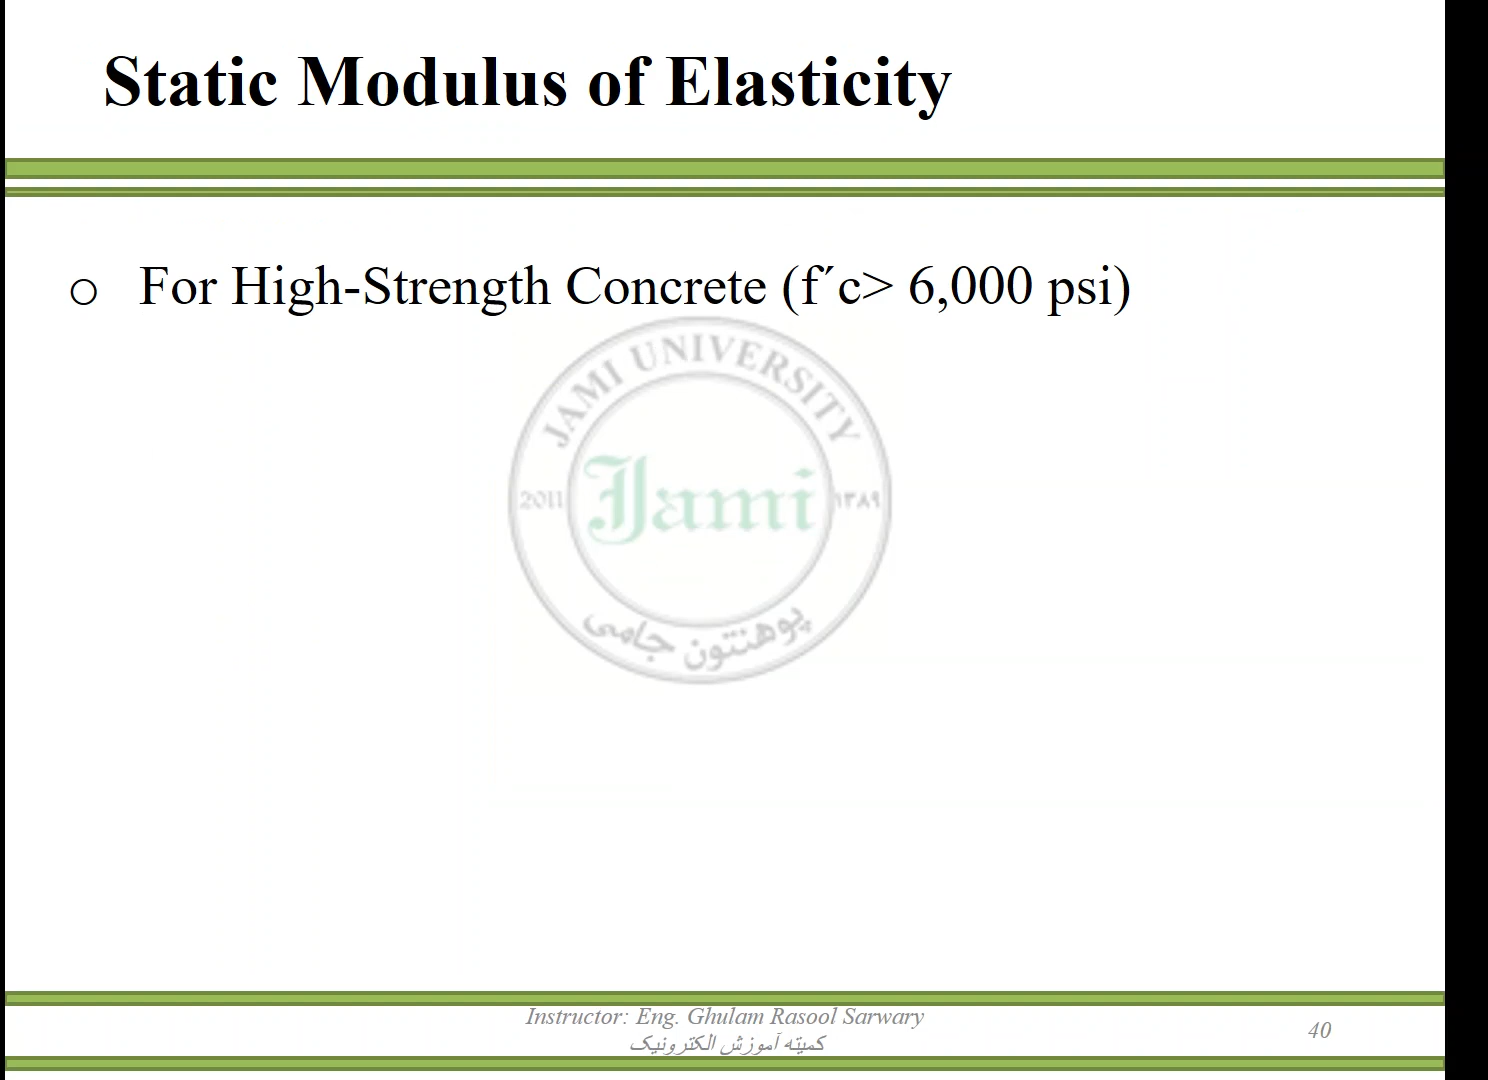 Static Modulus of Elasticity
o For High-Strength Concrete (f´c> 6,000 psi)
JAMI UNIVERSITY
2011 Jami ۱۳۸۹
پوهنتون جامی
Instructor: Eng. Ghulam Rasool Sarwary
کمیته آموزش الکترونیک
40